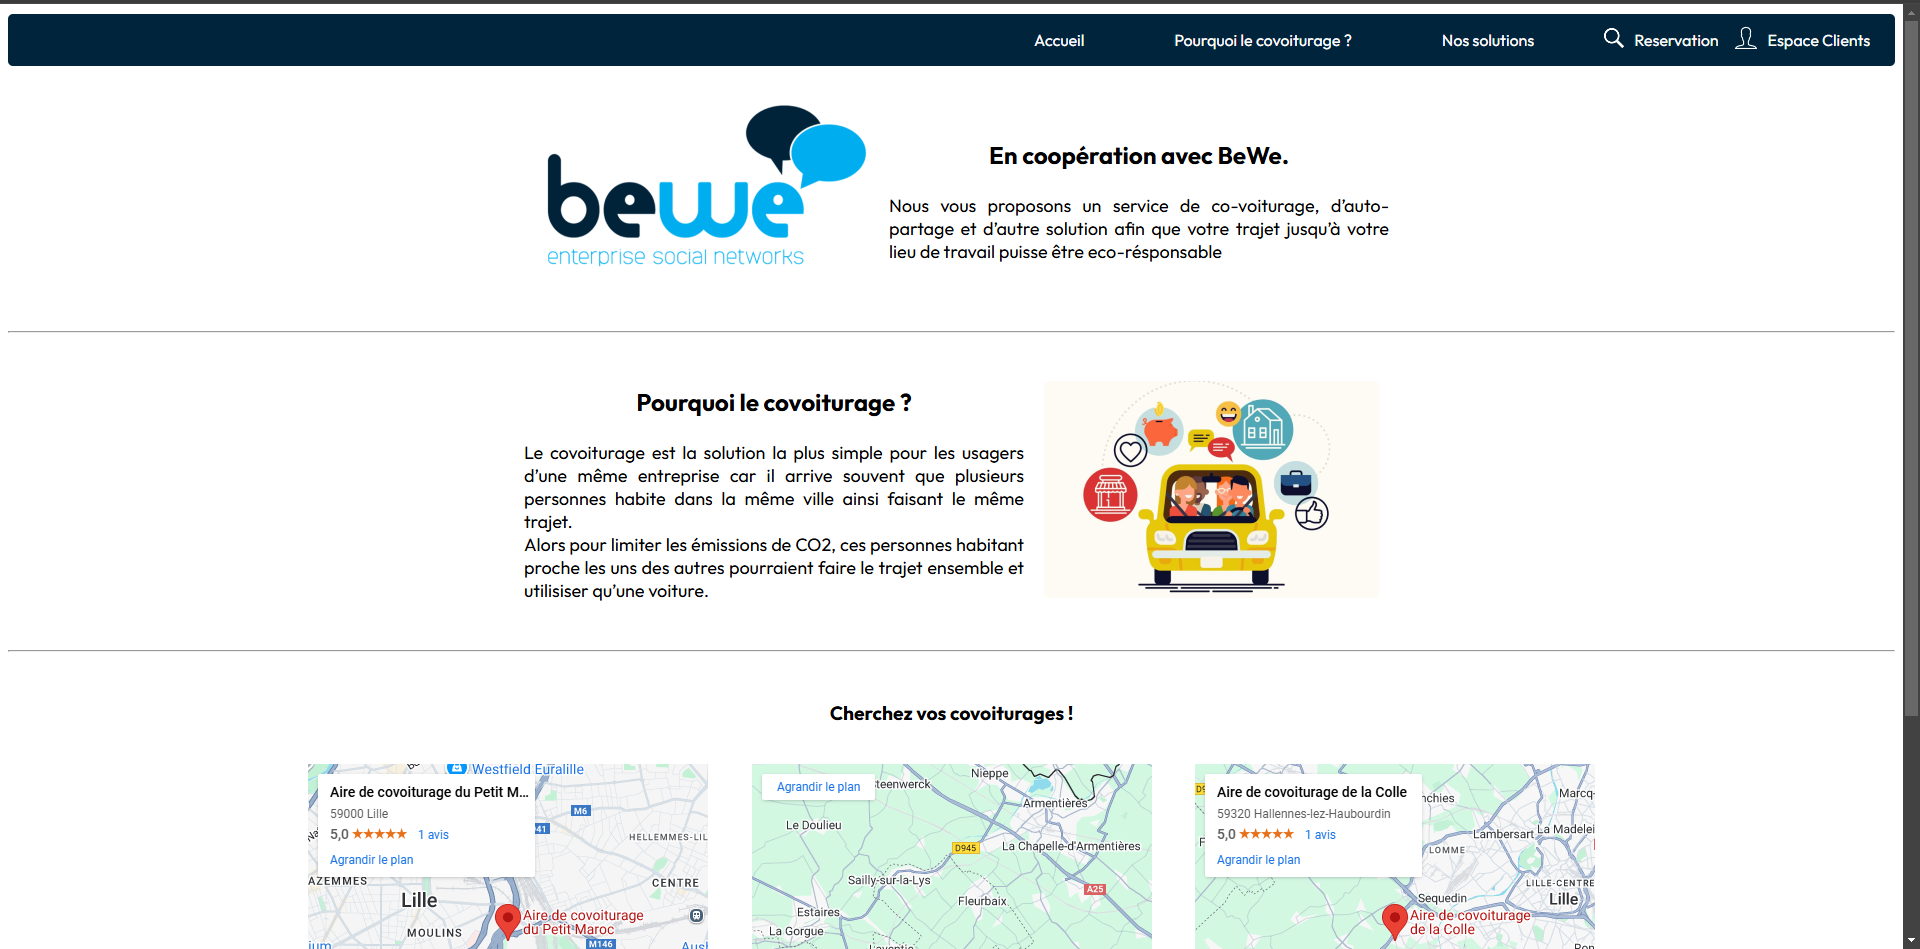 Accueil
Pourquoi le covoiturage ?
Nos solutions
Reservation
Espace Clients
bewe
enterprise social networks
En coopération avec BeWe.
Nous vous proposons un service de co-voiturage, d’auto-
partage et d’autre solution afin que votre trajet jusqu’à votre
lieu de travail puisse être eco-résponsable
Pourquoi le covoiturage ?
Le covoiturage est la solution la plus simple pour les usagers
d’une même entreprise car il arrive souvent que plusieurs
personnes habite dans la même ville ainsi faisant le même
trajet.
Alors pour limiter les émissions de CO2, ces personnes habitant
proche les uns des autres pourraient faire le trajet ensemble et
utilisiser qu’une voiture.
Cherchez vos covoiturages !
Westfield Euralille
Aire de covoiturage du Petit M...
59000 Lille
5,0
1 avis
Agrandir le plan
M6
41
HELLEMMES-LIL
AZEMMES
CENTRE
Lille
Aire de covoiturage
du Petit Maroc
MOULINS
M146
Agrandir le plan
Nieppe
teenwerck
Armentières
Le Doulieu
D945
La Chapelle-d'Armentières
Sailly-sur-la-Lys
A25
Fleurbaix
Estaires
La Gorgue
Aire de covoiturage de la Colle
59320 Hallennes-lez-Haubourdin
5,0
1 avis
Agrandir le plan
nchies
Marcq-
Lambersart
La Madelei
LOMME
LILLE-CENTRE
Sequedin
Lille
Aire de covoiturage
de la Colle